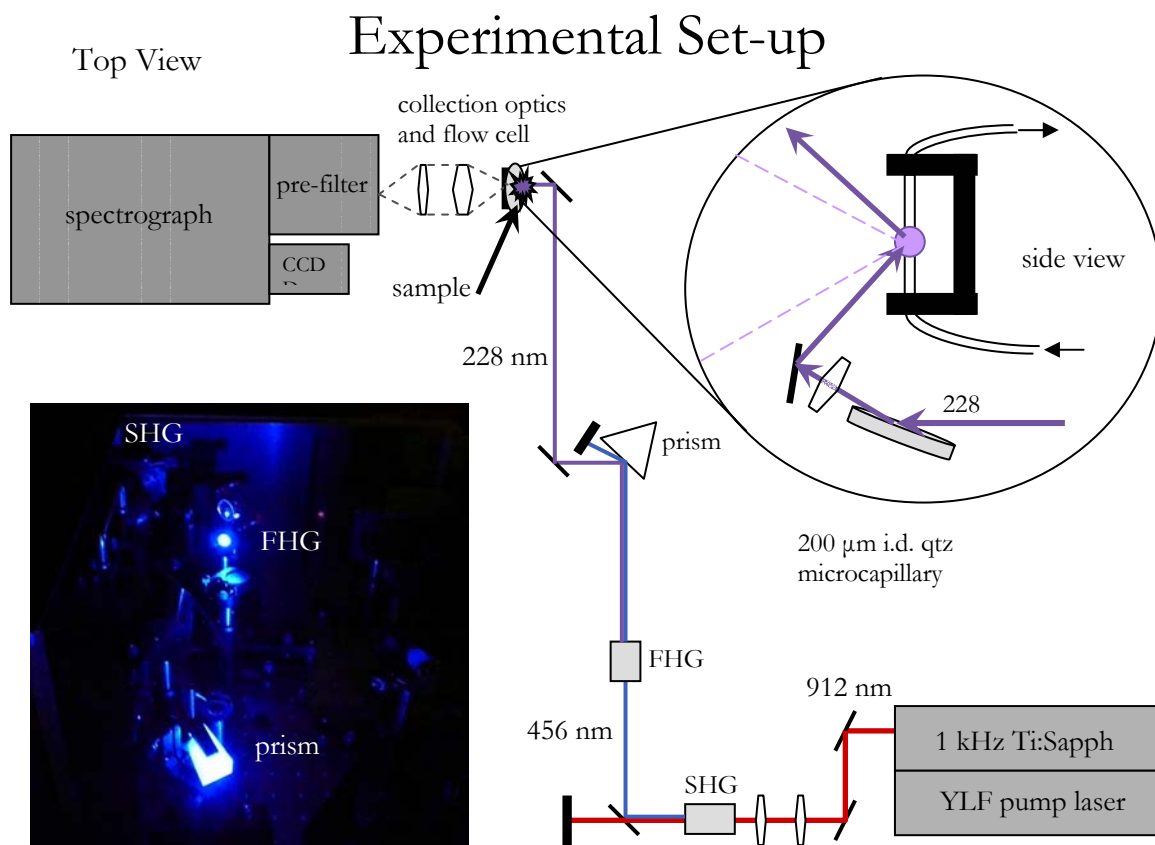 Experimental Set-up
Top View
collection optics
and flow cell
pre-filter
spectrograph
CCD
sample
side view
228 nm
228
SHG
prism
FHG
200 µm i.d. qtz
microcapillary
FHG
912 nm
456 nm
prism
1 kHz Ti:Sapph
SHG
YLF pump laser